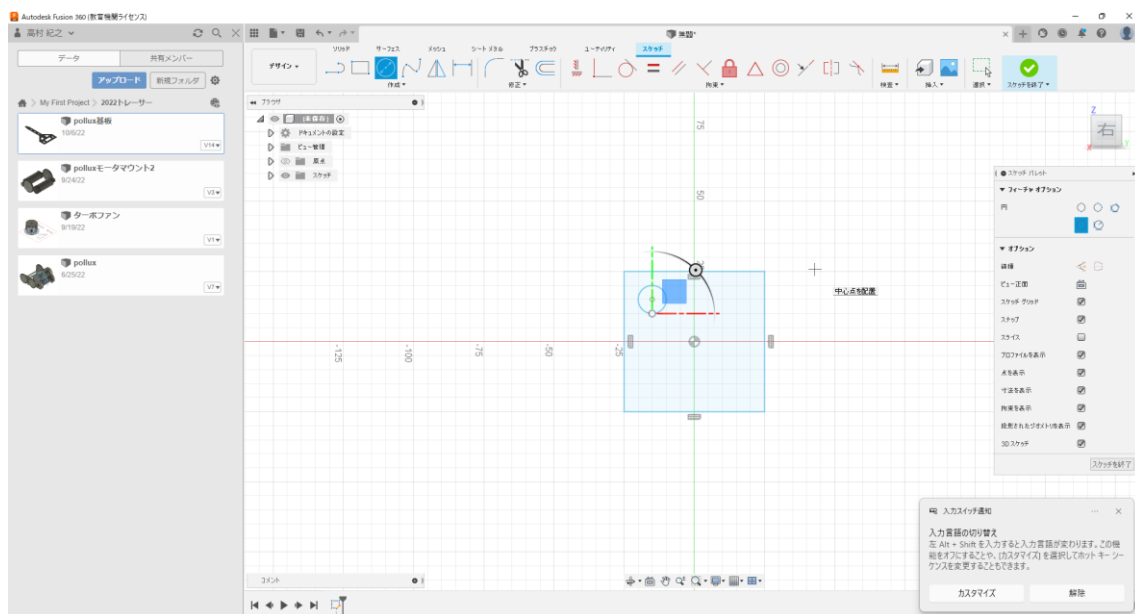 Autodesk Fusion 360 (教育機関ライセンス)
高村 紀之
無題*
データ
共有メンバー
アップロード
新規フォルダ
My First Project > 2022トレーサー
pollux基板
10/6/22
V14
polluxモータマウント2
9/24/22
V3
ターボファン
9/19/22
V1
pollux
6/25/22
V7
デザイン
ソリッド
サーフェス
メッシュ
シート メタル
プラスチック
ユーティリティ
スケッチ
作成
修正
拘束
検査
挿入
選択
スケッチを終了
ブラウザ
(未保存)
ドキュメントの設定
ビュー管理
原点
スケッチ
75
50
25
-125
-100
-75
-50
-25
中心点を配置
Z
右
X
Y
スケッチ パレット
フィーチャ オプション
円
オプション
線種
ビュー正面
スケッチ グリッド
スナップ
スライス
プロファイルを表示
点を表示
寸法を表示
拘束を表示
投影されたジオメトリを表示
3D スケッチ
スケッチを終了
入力スイッチ通知
入力言語の切り替え
左 Alt + Shift を入力すると入力言語が変わります。この機
能をオフにすることや、[カスタマイズ] を選択してホット キー シー
ケンスを変更することもできます。
カスタマイズ
解除
コメント